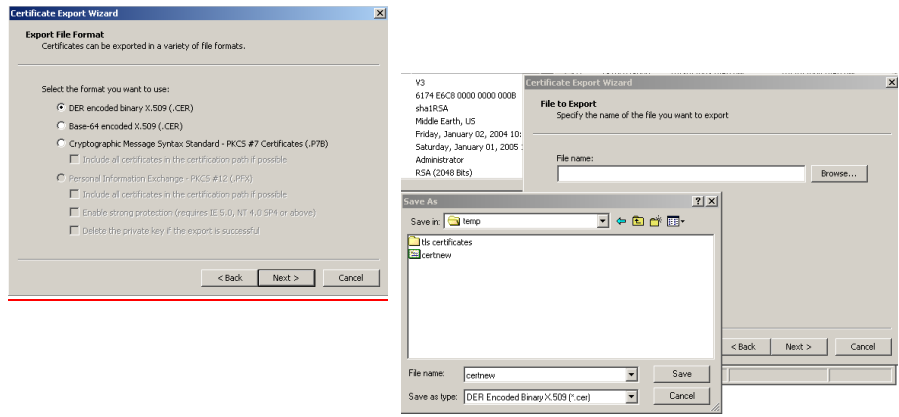 Certificate Export Wizard
Export File Format
Certificates can be exported in a variety of file formats.
Select the format you want to use:
DER encoded binary X.509 (.CER)
Base-64 encoded X.509 (.CER)
Cryptographic Message Syntax Standard - PKCS #7 Certificates (.P7B)
Include all certificates in the certification path if possible
Personal Information Exchange - PKCS #12 (.PFX)
Include all certificates in the certification path if possible
Enable strong protection (requires IE 5.0, NT 4.0 SP4 or above)
Delete the private key if the export is successful
< Back
Next >
Cancel
V3
6174 E6C8 0000 0000 000B
sha1RSA
Middle Earth, US
Friday, January 02, 2004 10:
Saturday, January 01, 2005
Administrator
RSA (2048 Bits)
Certificate Export Wizard
File to Export
Specify the name of the file you want to export
File name:
Browse...
< Back
Next >
Cancel
Save As
Save in:
temp
tls certificates
certnew
File name:
certnew
Save
Save as type:
DER Encoded Binary X.509 (*.cer)
Cancel